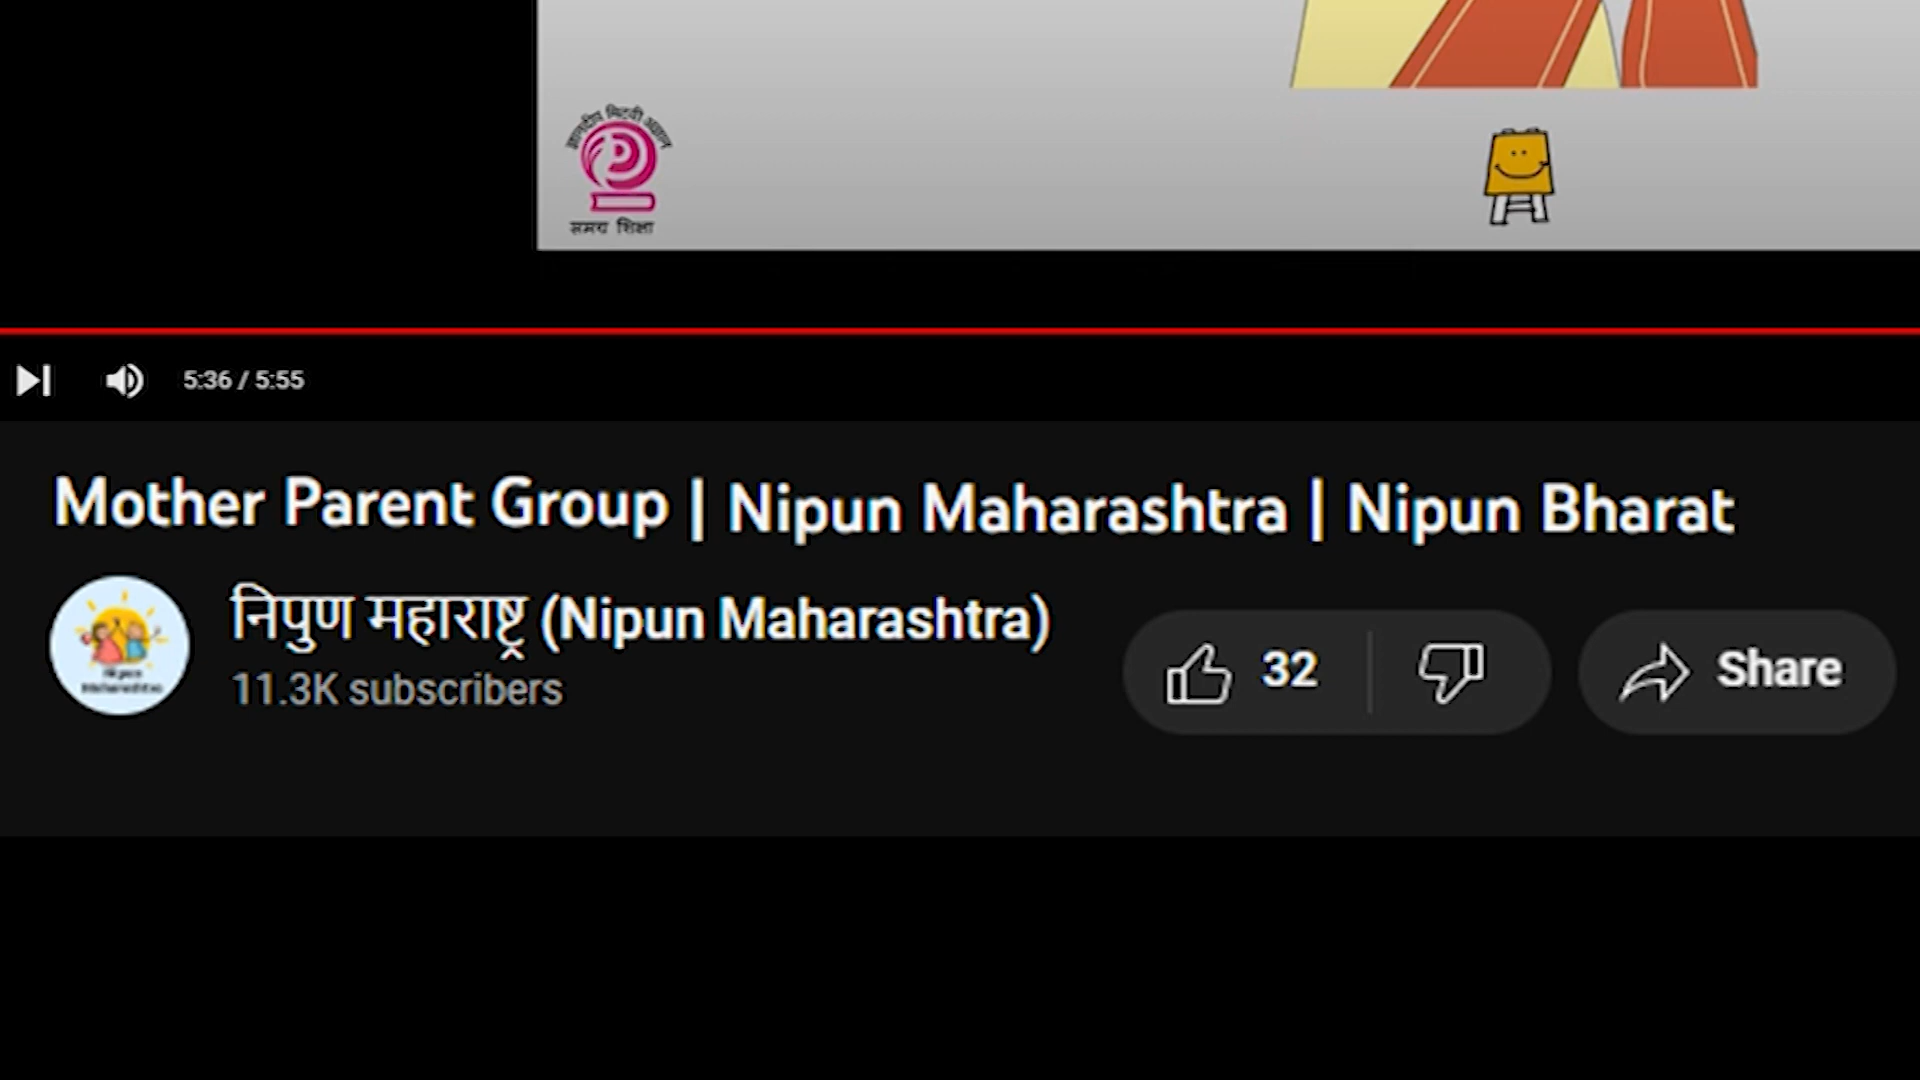 समग्र शिक्षा
5:36 / 5:55
Mother Parent Group | Nipun Maharashtra | Nipun Bharat
निपुण महाराष्ट्र (Nipun Maharashtra)
11.3K subscribers
32
Share